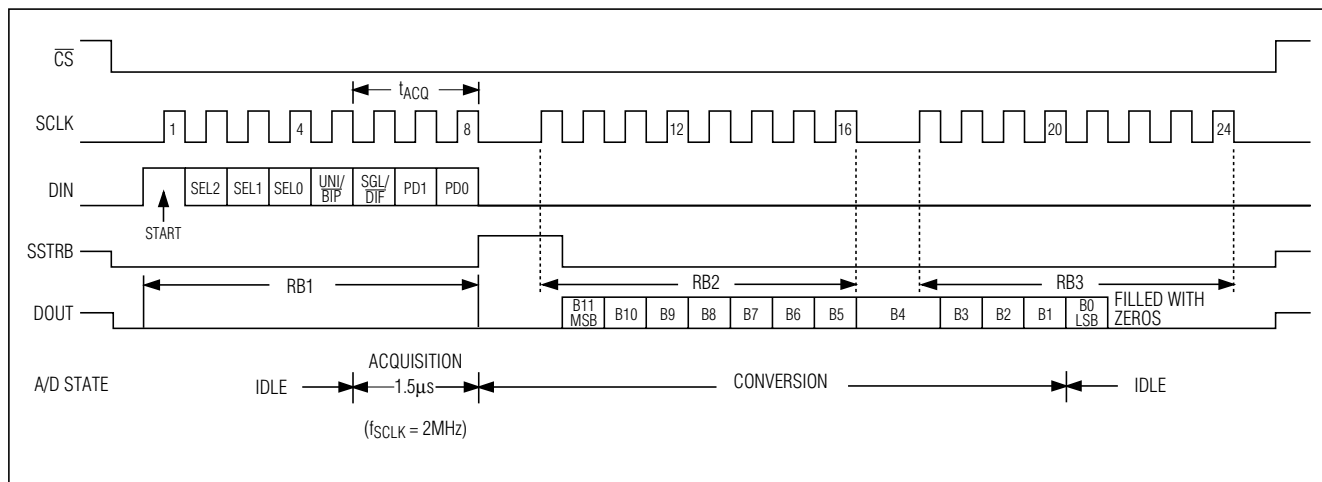 CS
tACQ
SCLK 1 4 8 12 16 20 24
DIN SEL2 SEL1 SEL0 UNI/ BIP SGL/ DIF PD1 PD0
START
SSTRB
RB1 RB2 RB3
DOUT B11 MSB B10 B9 B8 B7 B6 B5 B4 B3 B2 B1 B0 LSB FILLED WITH ZEROS
A/D STATE IDLE ACQUISITION 1.5µs CONVERSION IDLE
(fSCLK = 2MHz)